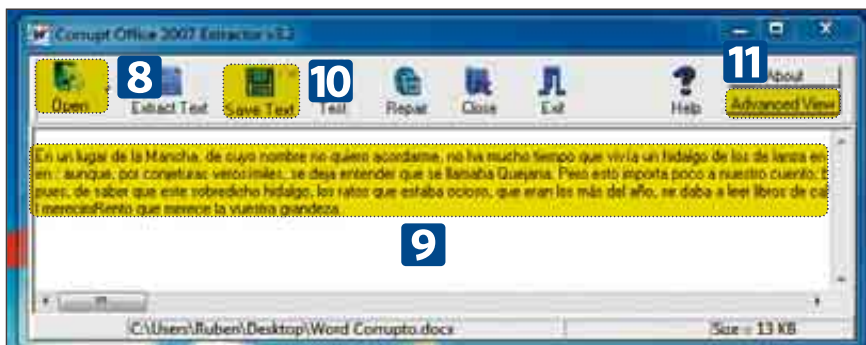 Corrupt Office 2007 Extractor v3.2
8 10 11
Open Extract Text Save Text Test Repair Close Exit Help About
Advanced View
En un lugar de la Mancha, de cuyo nombre no quiero acordarme, no ha mucho tiempo que vivía un hidalgo de los de lanza en
en : aunque, por conjeturas verosímiles, se deja entender que se llamaba Quejana. Pero esto importa poco a nuestro cuento.
pues, de saber que este sobredicho hidalgo, los ratos que estaba ocioso, que eran los más del año, se daba a leer libros de cal
que merece la vuestra grandeza.
9
C:\Users\Ruben\Desktop\Word Corrupto.docx Size = 13 KB